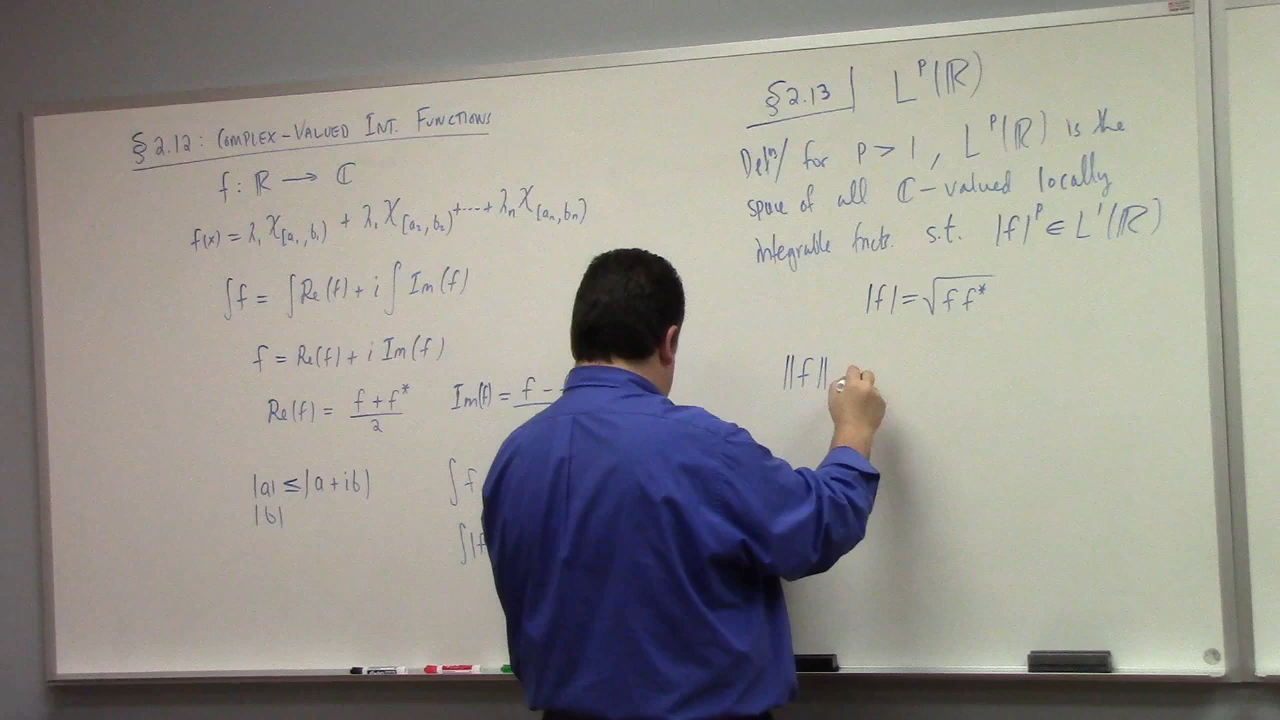 § 2.12: COMPLEX-VALUED INT. FUNCTIONS
f: ℝ → ℂ
f(x) = λ₁ χ[a₁, b₁) + λ₂ χ[a₂, b₂) + ... + λₙ χ[aₙ, bₙ)
∫f = ∫Re(f) + i ∫ Im(f)
f = Re(f) + i Im(f)
Re(f) = (f + f*)/2 Im(f) = f -
|a| ≤ |a + ib| ∫f
|b|
∫|f
§ 2.13 | Lᵖ(ℝ)
Defⁿ/ for p > 1, Lᵖ(ℝ) is the
space of all ℂ-valued locally
integrable fncts. s.t. |f|ᵖ ∈ L¹(ℝ)
|f| = √(f f*)
||f||